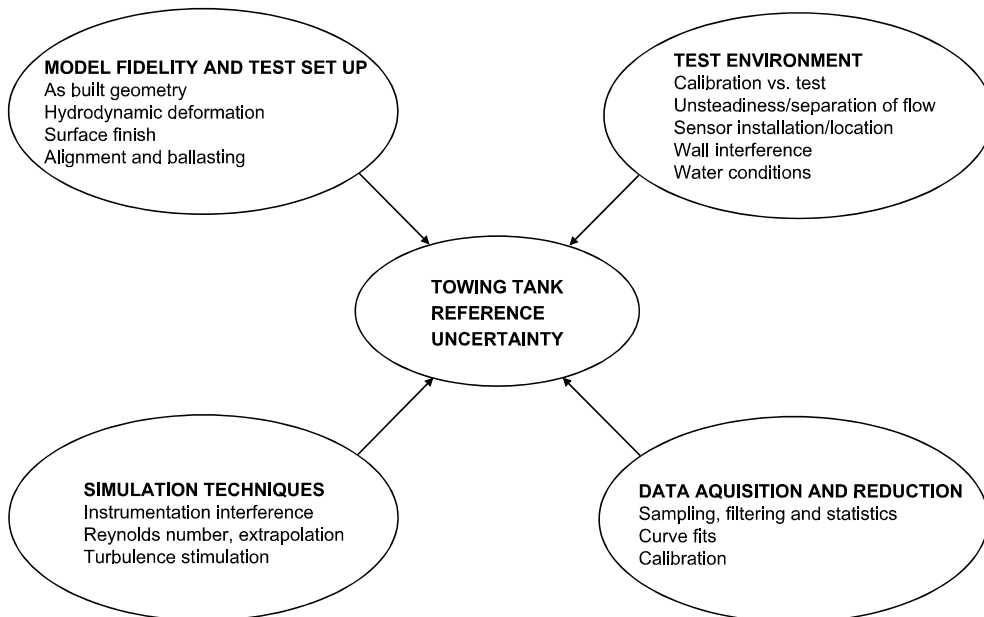 MODEL FIDELITY AND TEST SET UP
As built geometry
Hydrodynamic deformation
Surface finish
Alignment and ballasting
TEST ENVIRONMENT
Calibration vs. test
Unsteadiness/separation of flow
Sensor installation/location
Wall interference
Water conditions
TOWING TANK
REFERENCE
UNCERTAINTY
SIMULATION TECHNIQUES
Instrumentation interference
Reynolds number, extrapolation
Turbulence stimulation
DATA AQUISITION AND REDUCTION
Sampling, filtering and statistics
Curve fits
Calibration